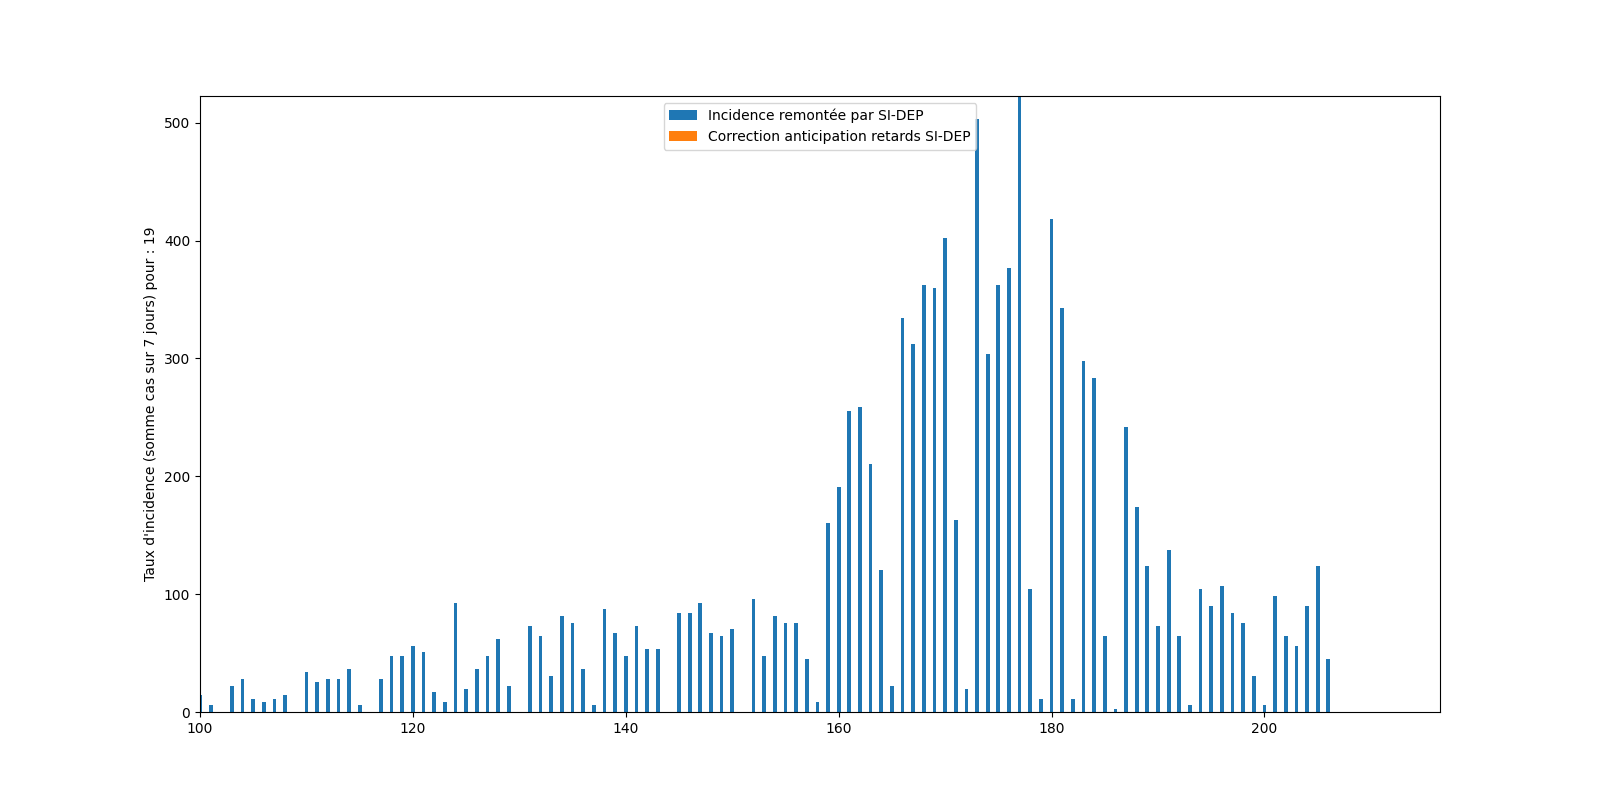 Incidence remontée par SI-DEP
Correction anticipation retards SI-DEP
Taux d'incidence (somme cas sur 7 jours) pour : 19
500
400
300
200
100
0
100 120 140 160 180 200